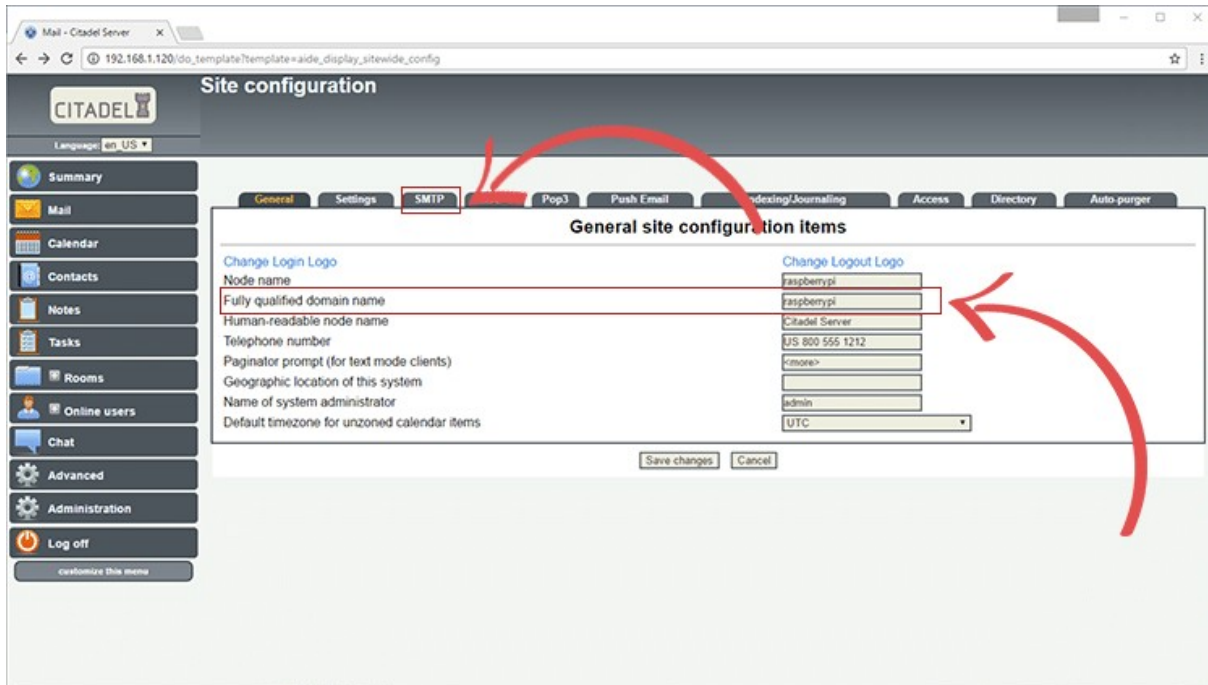 Mail - Citadel Server
192.168.1.120/do_template?template=aide_display_sitewide_config
CITADEL
Site configuration
Language: en_US
Summary
Mail
Calendar
Contacts
Notes
Tasks
Rooms
Online users
Chat
Advanced
Administration
Log off
customize this menu
General Settings SMTP Pop3 Push Email Access Directory Auto-purger
General site configuration items
Change Login Logo Change Logout Logo
Node name raspberrypi
Fully qualified domain name raspberrypi
Human-readable node name Citadel Server
Telephone number US 800 555 1212
Paginator prompt (for text mode clients) <more>
Geographic location of this system
Name of system administrator admin
Default timezone for unzoned calendar items UTC
Save changes Cancel